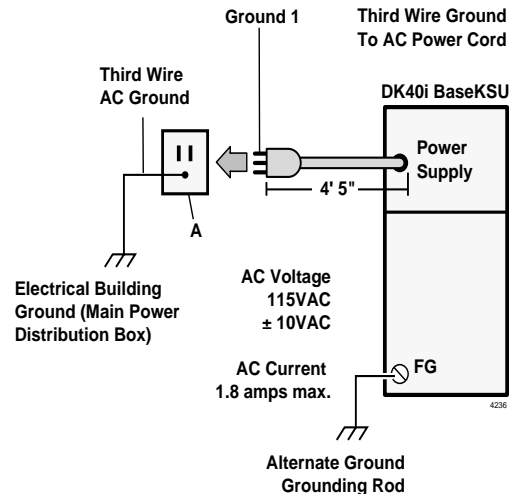 Ground 1
Third Wire Ground
To AC Power Cord
Third Wire
AC Ground
DK40i BaseKSU
Power
Supply
4' 5"
A
Electrical Building
Ground (Main Power
Distribution Box)
AC Voltage
115VAC
± 10VAC
AC Current
1.8 amps max.
FG
4236
Alternate Ground
Grounding Rod